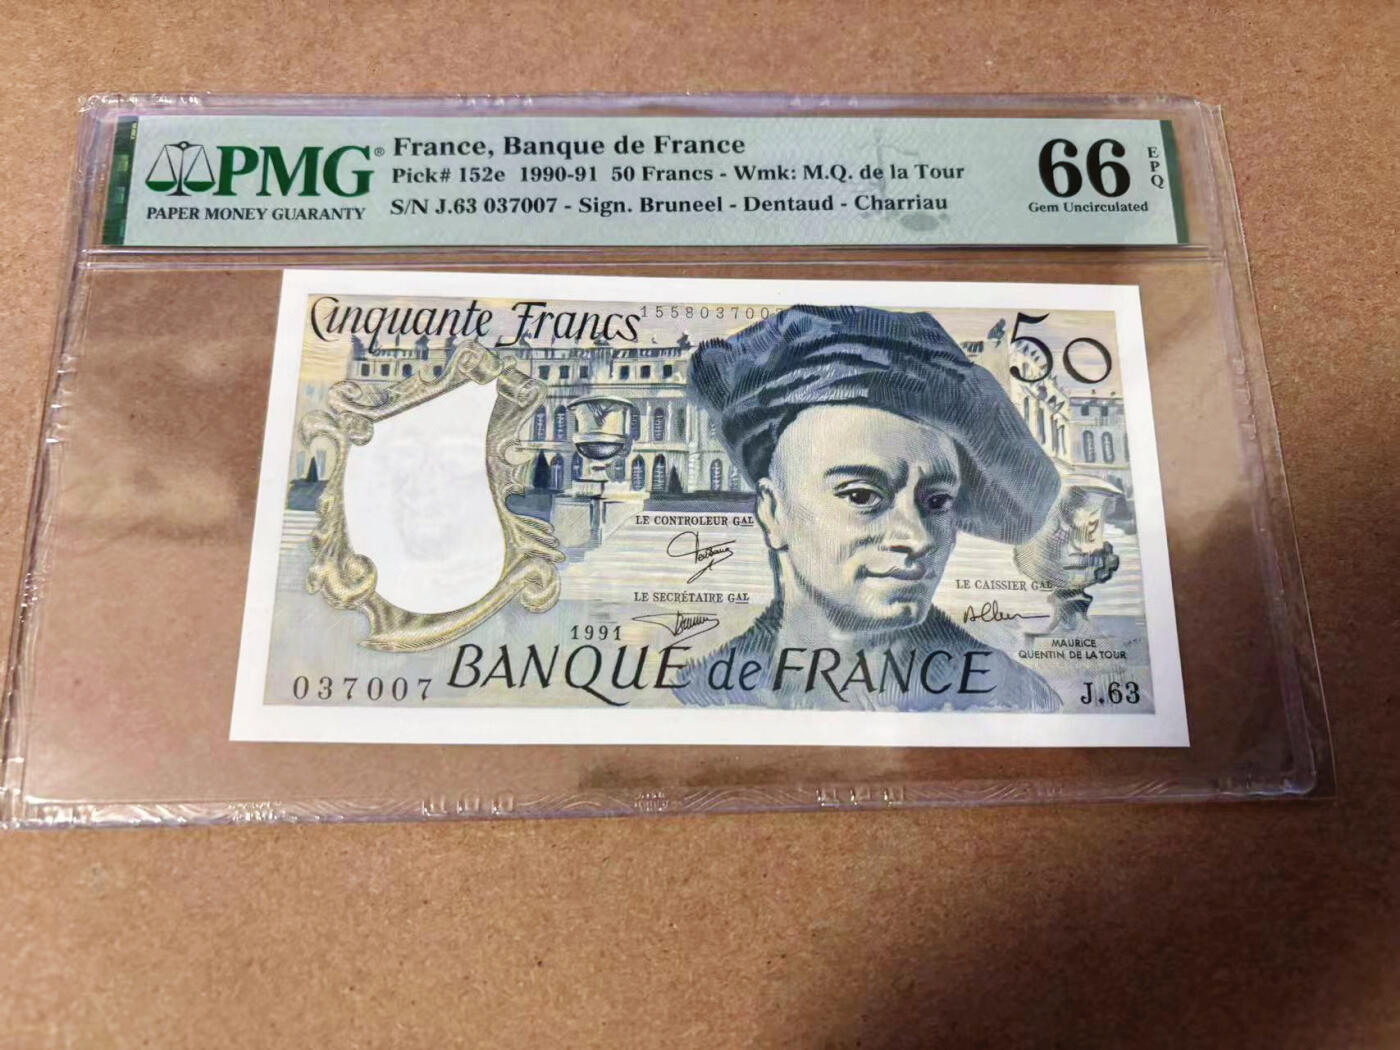 PMG®
PAPER MONEY GUARANTY
France, Banque de France
Pick# 152e 1990-91 50 Francs - Wmk: M.Q. de la Tour
S/N J.63 037007 - Sign. Bruneel - Dentaud - Charriau
66
EPQ
Gem Uncirculated
Cinquante Francs
1558037007
50
LE CONTROLEUR GAL
LE SECRÉTAIRE GAL
LE CAISSIER GAL
1991
MAURICE
QUENTIN DE LA TOUR
BANQUE de FRANCE
037007
J.63